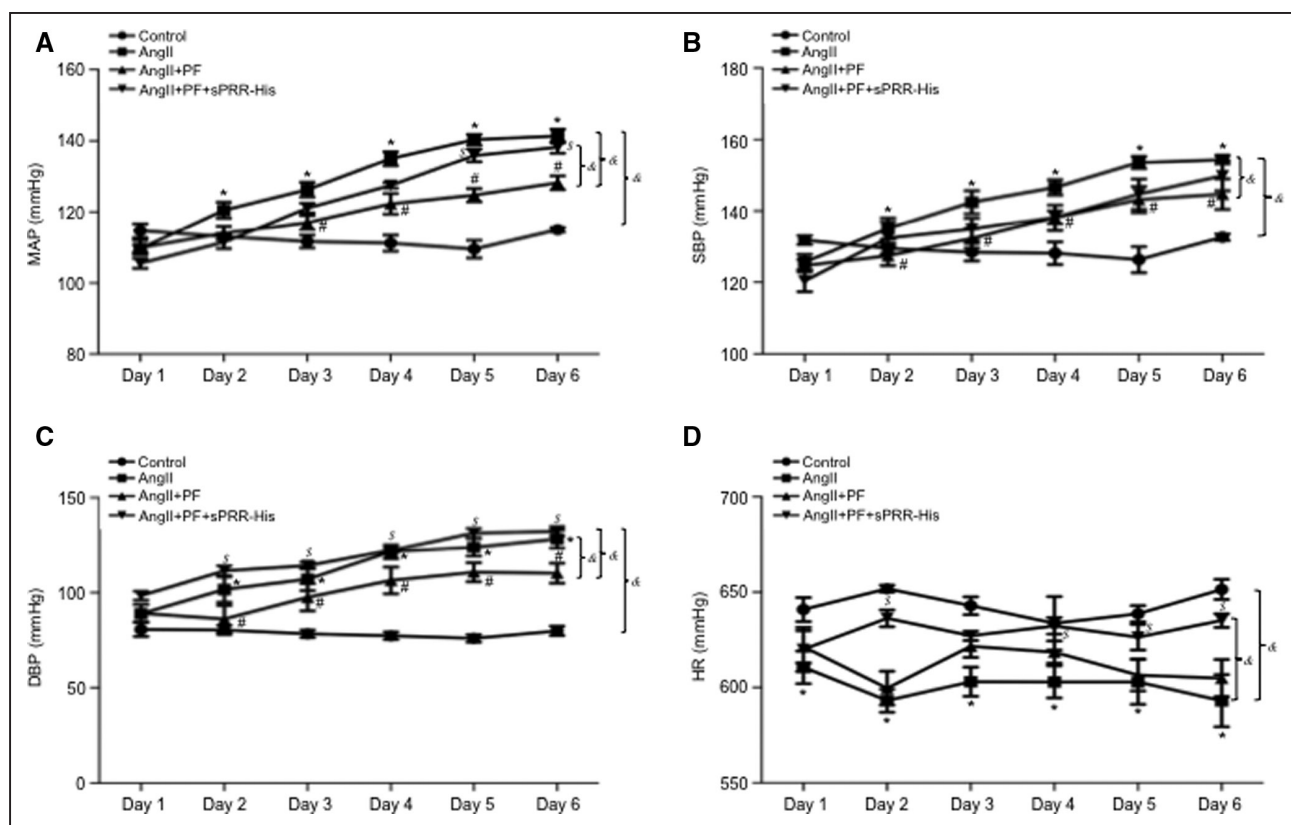 A
Control
AngII
AngII+PF
AngII+PF+sPRR-His
160
140
120
100
80
MAP (mmHg)
* * * * *
# # # #
$ $
& & &
Day 1 Day 2 Day 3 Day 4 Day 5 Day 6
B
Control
AngII
AngII+PF
AngII+PF+sPRR-His
180
160
140
120
100
SBP (mmHg)
* * * * *
# # # # #
& &
Day 1 Day 2 Day 3 Day 4 Day 5 Day 6
C
Control
AngII
AngII+PF
AngII+PF+sPRR-His
150
100
50
0
DBP (mmHg)
$ $ $ $ $
* * * * *
# # # # #
& & &
Day 1 Day 2 Day 3 Day 4 Day 5 Day 6
D
Control
AngII
AngII+PF
AngII+PF+sPRR-His
700
650
600
550
HR (mmHg)
$ $ $ $
* * * * * *
& &
Day 1 Day 2 Day 3 Day 4 Day 5 Day 6